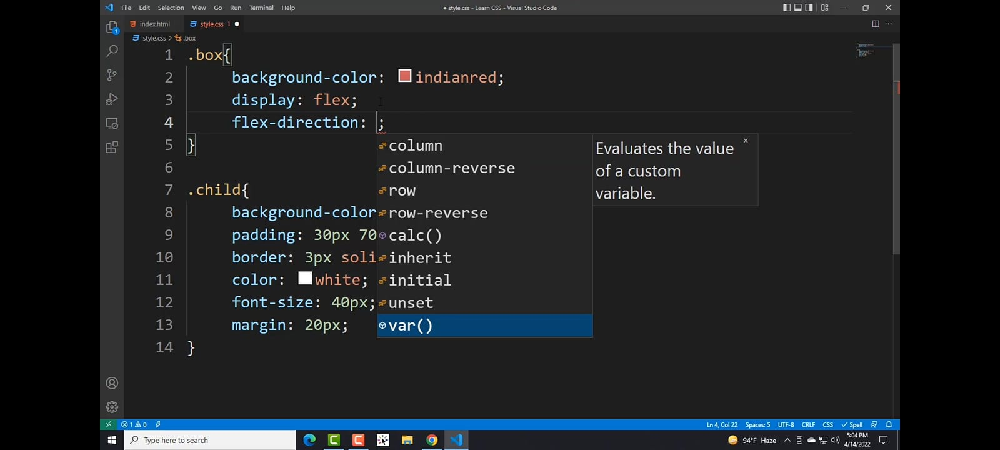 File Edit Selection View Go Run Terminal Help
● style.css - Learn CSS - Visual Studio Code
index.html style.css 1 ●
style.css > .box
1 .box{
2 background-color: indianred;
3 display: flex;
4 flex-direction: ;
5 }
6
7 .child{
8 background-color
9 padding: 30px 70
10 border: 3px soli
11 color: white;
12 font-size: 40px;
13 margin: 20px;
14 }
column
column-reverse
row
row-reverse
calc()
inherit
initial
unset
var()
Evaluates the value
of a custom
variable.
1
1 0
Ln 4, Col 22 Spaces: 5 UTF-8 CRLF CSS Spell
Type here to search
94°F Haze
5:04 PM
4/14/2022